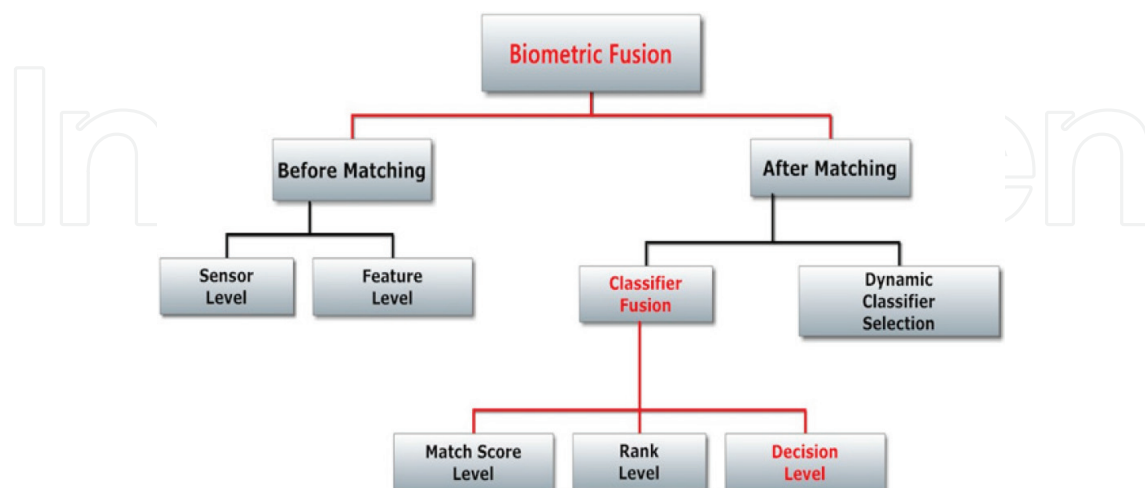 Biometric Fusion
Before Matching
After Matching
Sensor
Level
Feature
Level
Classifier
Fusion
Dynamic
Classifier
Selection
Match Score
Level
Rank
Level
Decision
Level